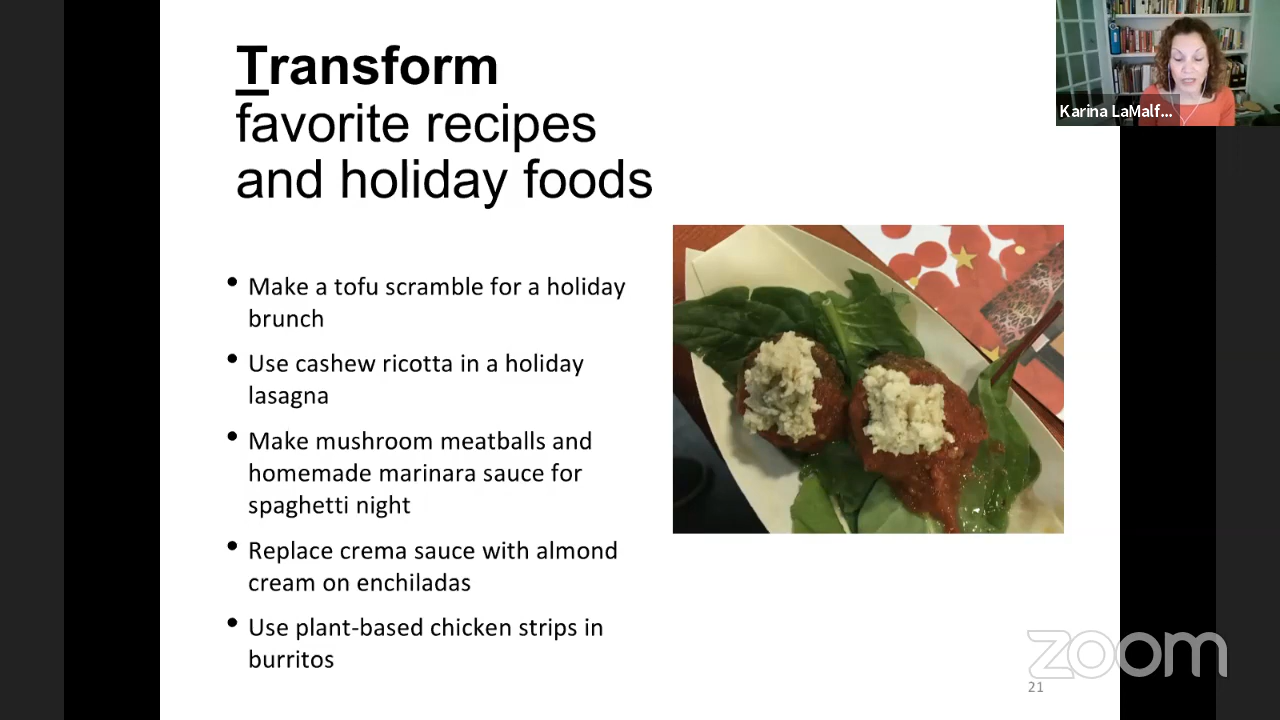 Transform
favorite recipes
and holiday foods
Karina LaMalf...
• Make a tofu scramble for a holiday
brunch
• Use cashew ricotta in a holiday
lasagna
• Make mushroom meatballs and
homemade marinara sauce for
spaghetti night
• Replace crema sauce with almond
cream on enchiladas
• Use plant-based chicken strips in
burritos
zoom
21